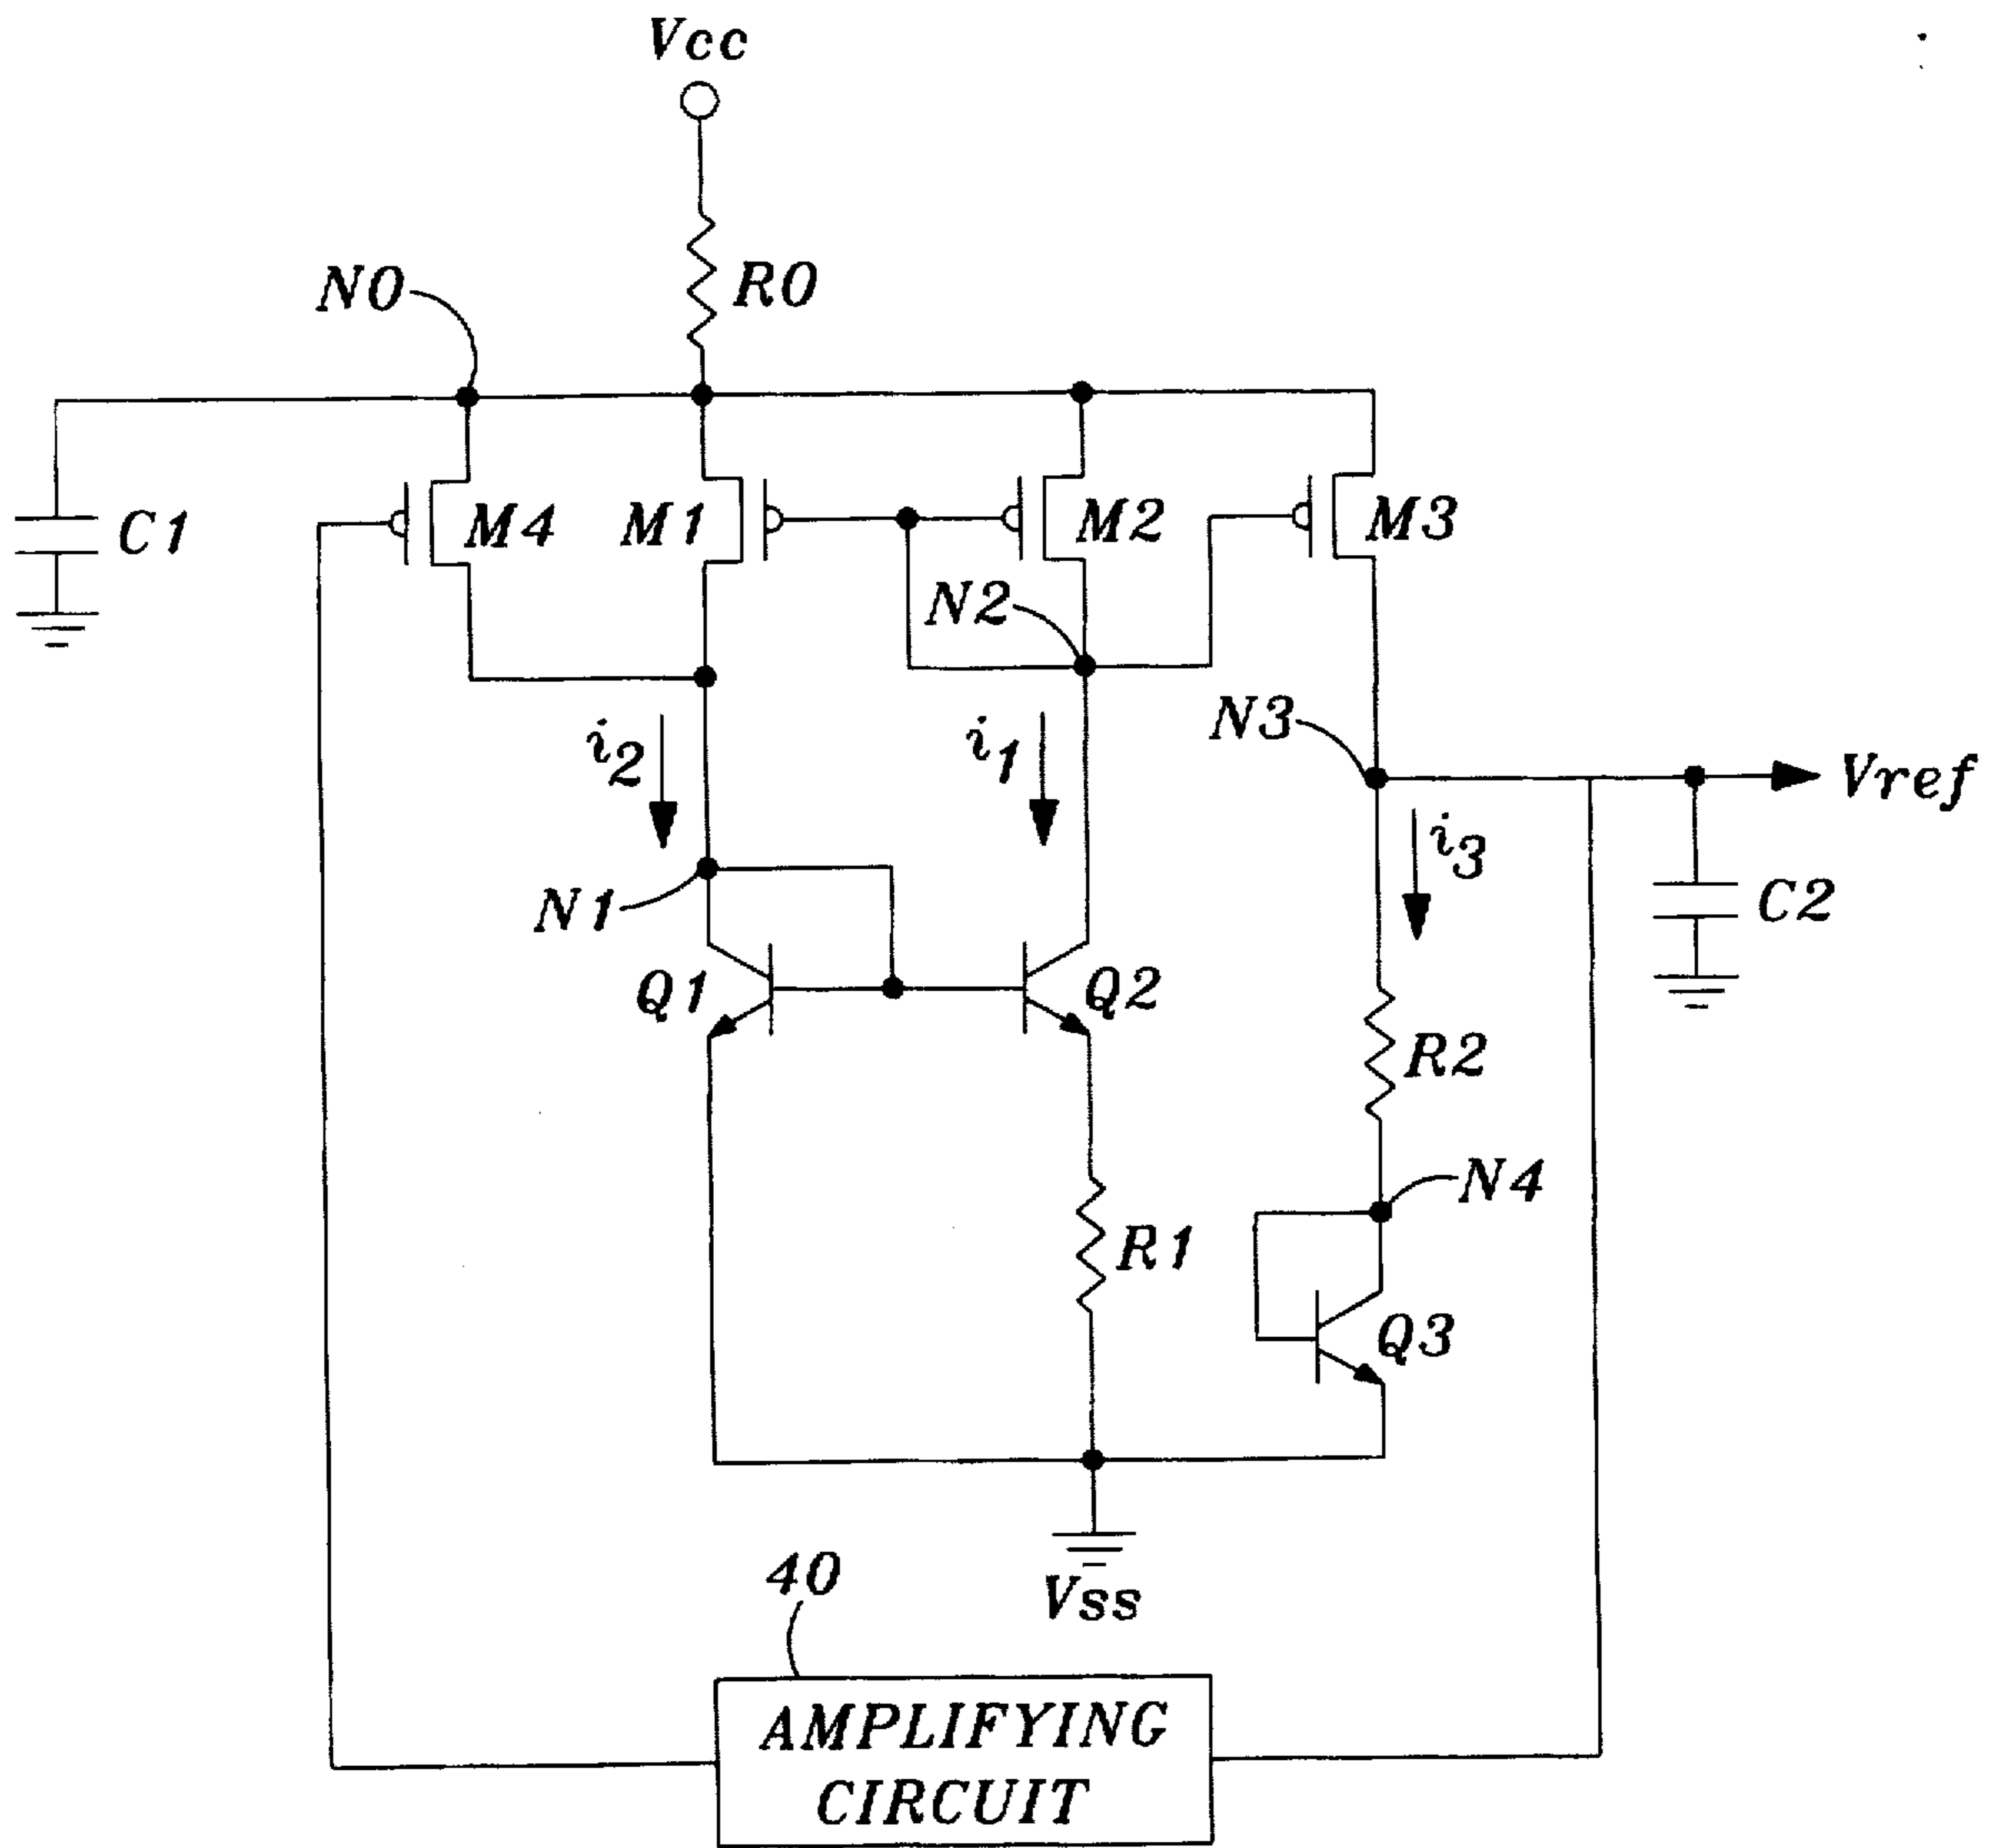 Vcc
R0
N0
C1
M4
M1
M2
M3
N2
N3
i2
i1
Vref
i3
N1
C2
Q1
Q2
R2
N4
R1
Q3
40
Vss
AMPLIFYING
CIRCUIT